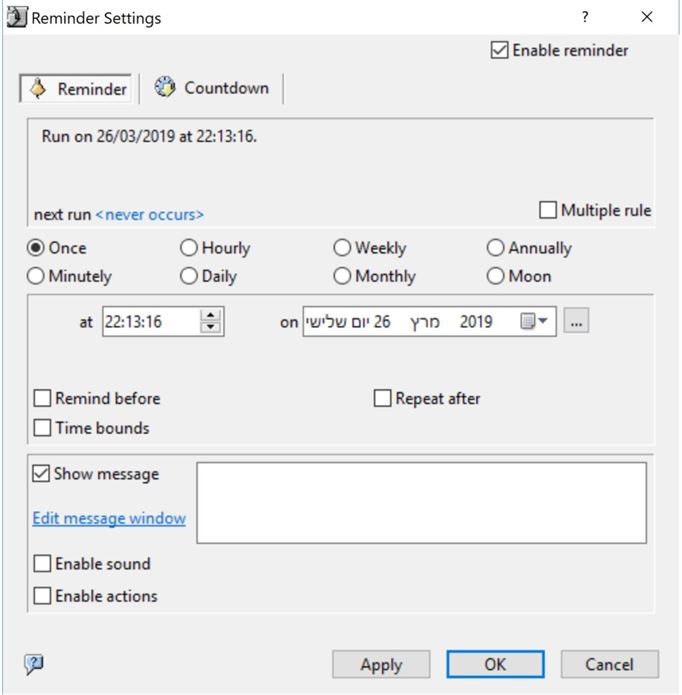 Reminder Settings ? ×
Enable reminder
Reminder Countdown
Run on 26/03/2019 at 22:13:16.
next run <never occurs> Multiple rule
Once Hourly Weekly Annually
Minutely Daily Monthly Moon
at 22:13:16 on יום שלישי 26 מרץ 2019 ...
Remind before Repeat after
Time bounds
Show message
Edit message window
Enable sound
Enable actions
? Apply OK Cancel